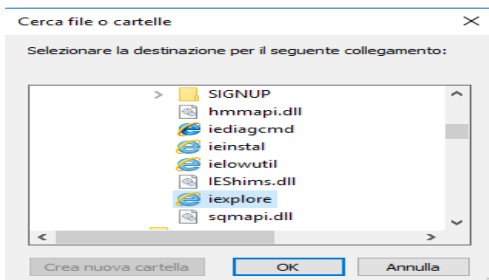 Cerca file o cartelle
Selezionare la destinazione per il seguente collegamento:
SIGNUP
hmmapi.dll
iediagcmd
ieinstal
ielowutil
IEShims.dll
iexplore
sqmapi.dll
Crea nuova cartella OK Annulla